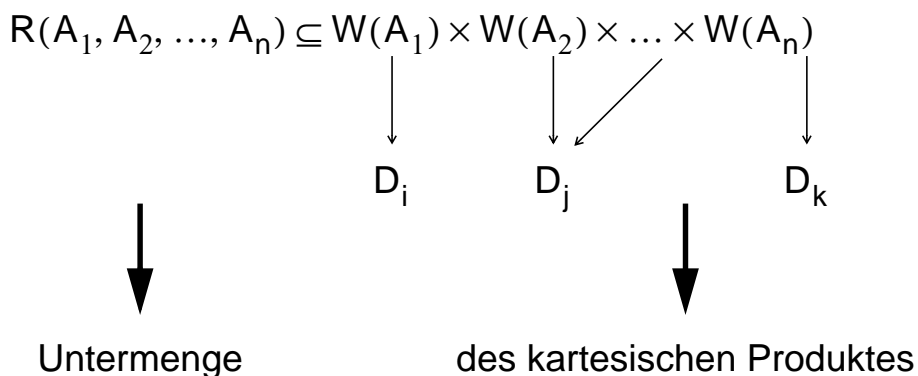 R(A₁, A₂, …, Aₙ) ⊆ W(A₁) × W(A₂) × … × W(Aₙ)
Dᵢ Dⱼ Dₖ
Untermenge des kartesischen Produktes